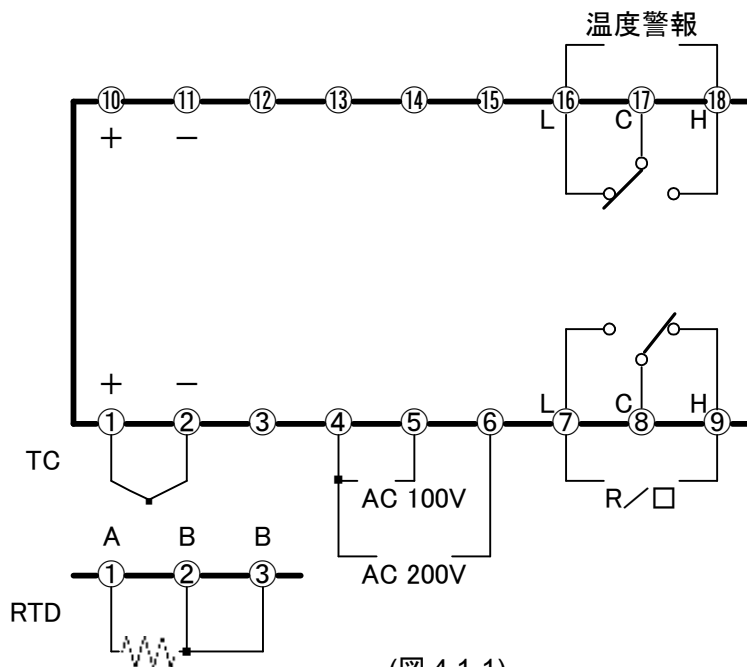 温度警報
⑩ ⑪ ⑫ ⑬ ⑭ ⑮ ⑯ ⑰ ⑱
+ − L C H
+ − L C H
① ② ③ ④ ⑤ ⑥ ⑦ ⑧ ⑨
TC
AC 100V
R/□
A B B
AC 200V
① ② ③
RTD
(図 4-1-1)